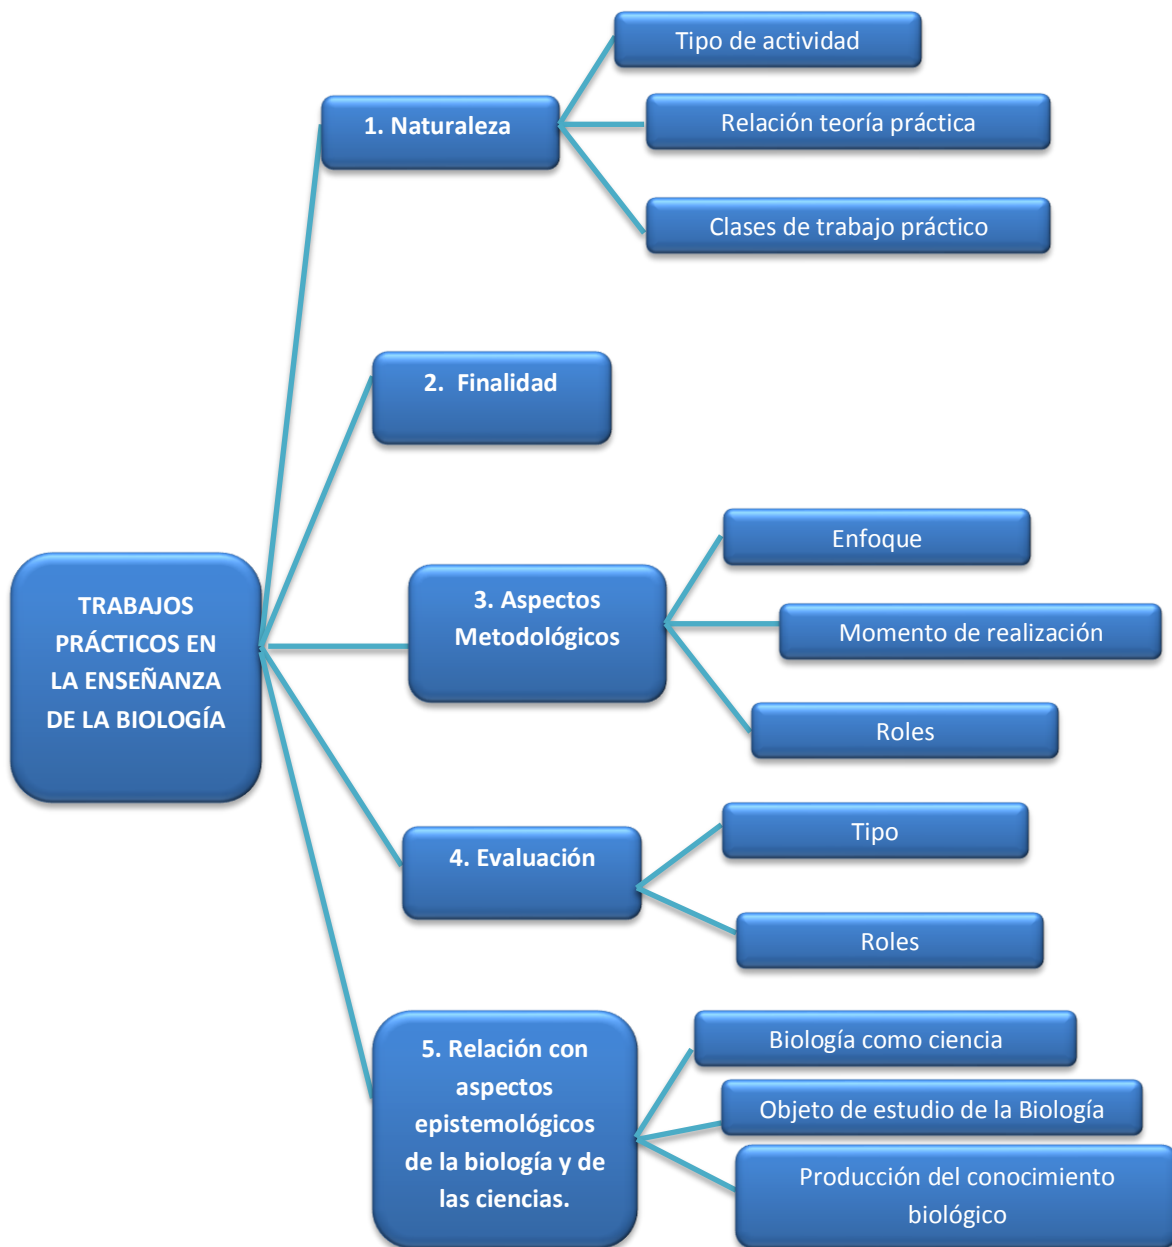 TRABAJOS
PRÁCTICOS EN
LA ENSEÑANZA
DE LA BIOLOGÍA
1. Naturaleza
Tipo de actividad
Relación teoría práctica
Clases de trabajo práctico
2. Finalidad
3. Aspectos
Metodológicos
Enfoque
Momento de realización
Roles
4. Evaluación
Tipo
Roles
5. Relación con
aspectos
epistemológicos
de la biología y de
las ciencias.
Biología como ciencia
Objeto de estudio de la Biología
Producción del conocimiento
biológico